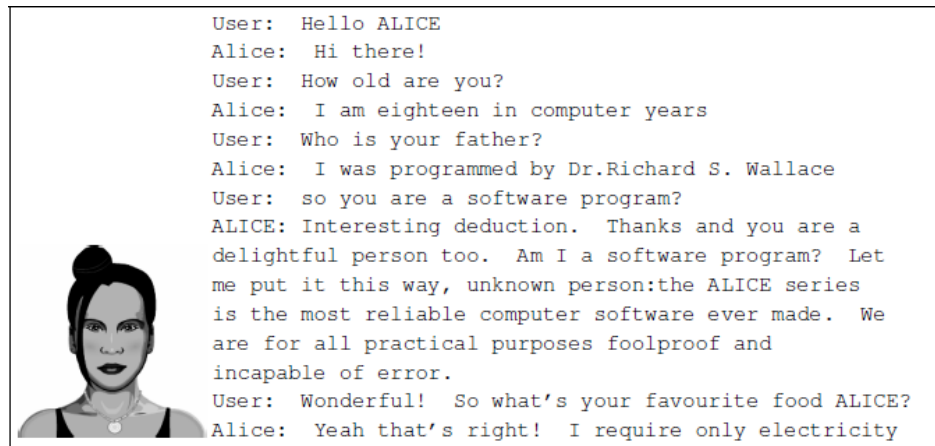 User:  Hello ALICE
Alice:  Hi there!
User:  How old are you?
Alice:  I am eighteen in computer years
User:  Who is your father?
Alice:  I was programmed by Dr.Richard S. Wallace
User:  so you are a software program?
ALICE: Interesting deduction.  Thanks and you are a
delightful person too.  Am I a software program?  Let
me put it this way, unknown person:the ALICE series
is the most reliable computer software ever made.  We
are for all practical purposes foolproof and
incapable of error.
User:  Wonderful!  So what's your favourite food ALICE?
Alice:  Yeah that's right!  I require only electricity